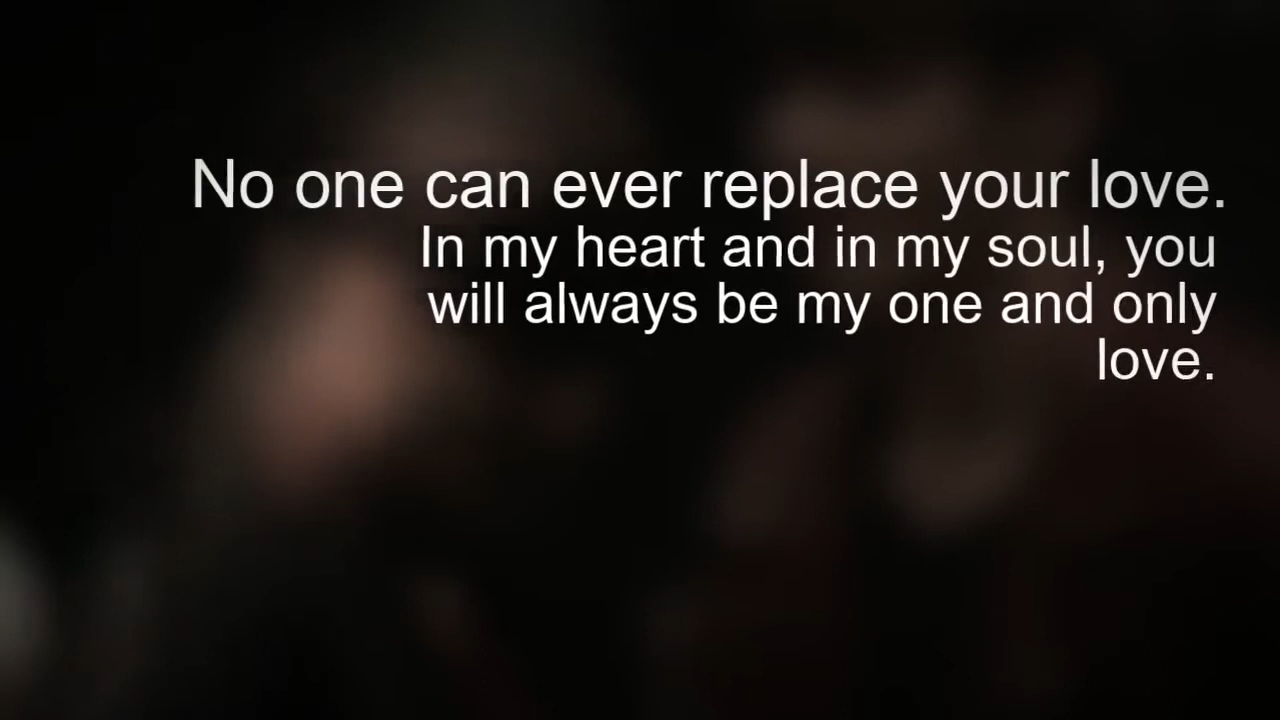 No one can ever replace your love.
In my heart and in my soul, you
will always be my one and only
love.